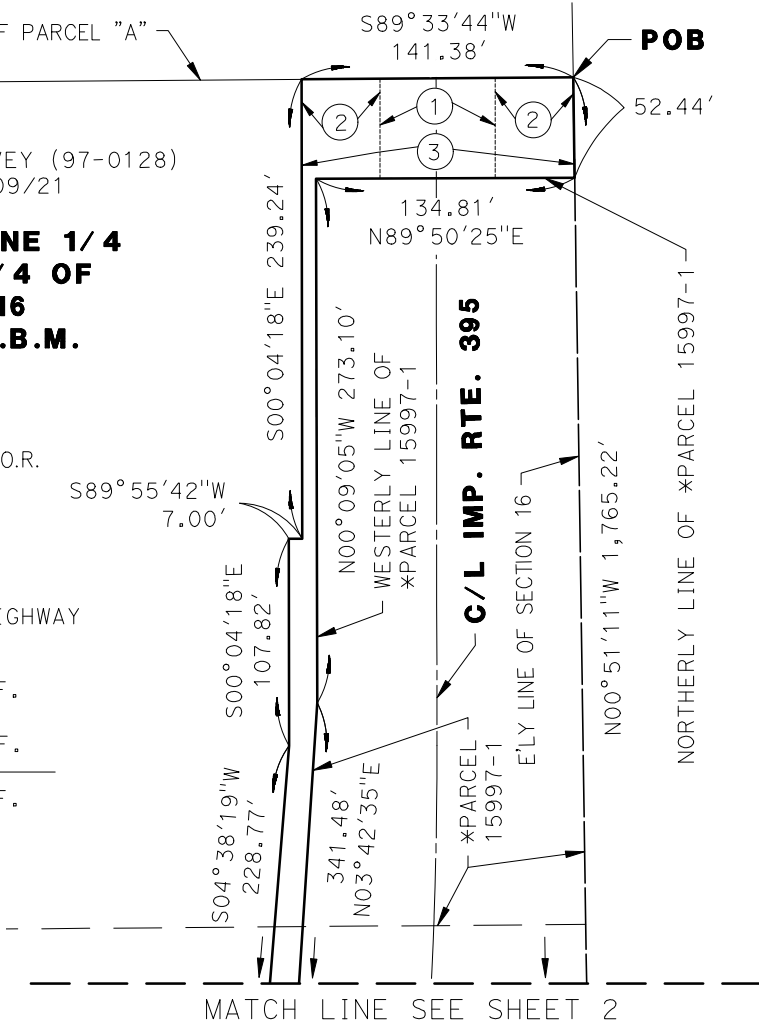 F PARCEL "A"
S89°33'44"W
141.38'
POB
52.44'
1
2
2
3
VEY (97-0128)
09/21
134.81'
N89°50'25"E
NE 1/4
/4 OF
16
.B.M.
S00°04'18"E 239.24'
N00°09'05"W 273.10'
WESTERLY LINE OF
*PARCEL 15997-1
C/L IMP. RTE. 395
E'LY LINE OF SECTION 16
N00°51'11"W 1,765.22'
NORTHERLY LINE OF *PARCEL 15997-1
O.R.
S89°55'42"W
7.00'
S00°04'18"E
107.82'
IGHWAY
F.
F.
F.
S04°38'19"W
228.77'
341.48'
N03°42'35"E
*PARCEL
15997-1
MATCH LINE SEE SHEET 2